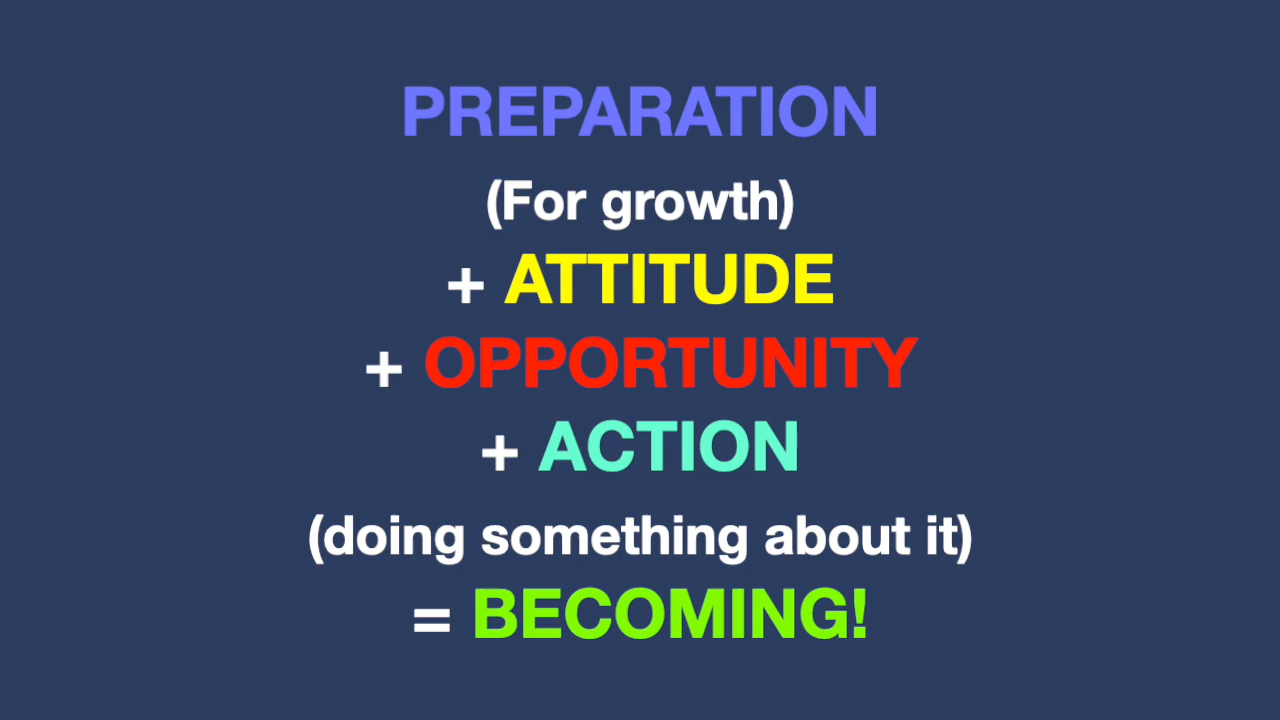 PREPARATION
(For growth)
+ ATTITUDE
+ OPPORTUNITY
+ ACTION
(doing something about it)
= BECOMING!